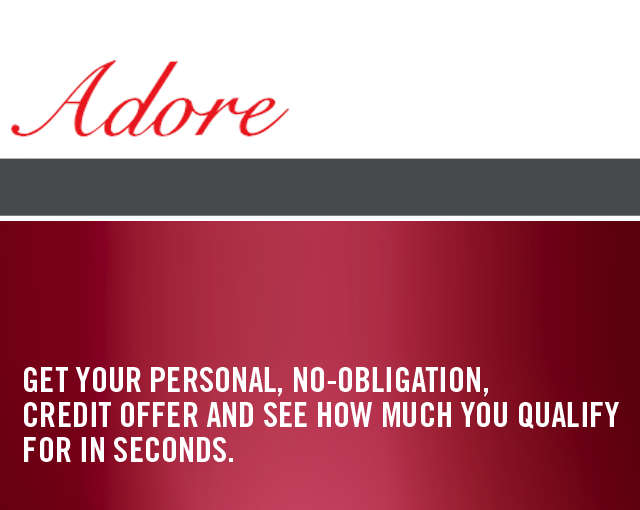 Adore
GET YOUR PERSONAL, NO-OBLIGATION,
CREDIT OFFER AND SEE HOW MUCH YOU QUALIFY
FOR IN SECONDS.